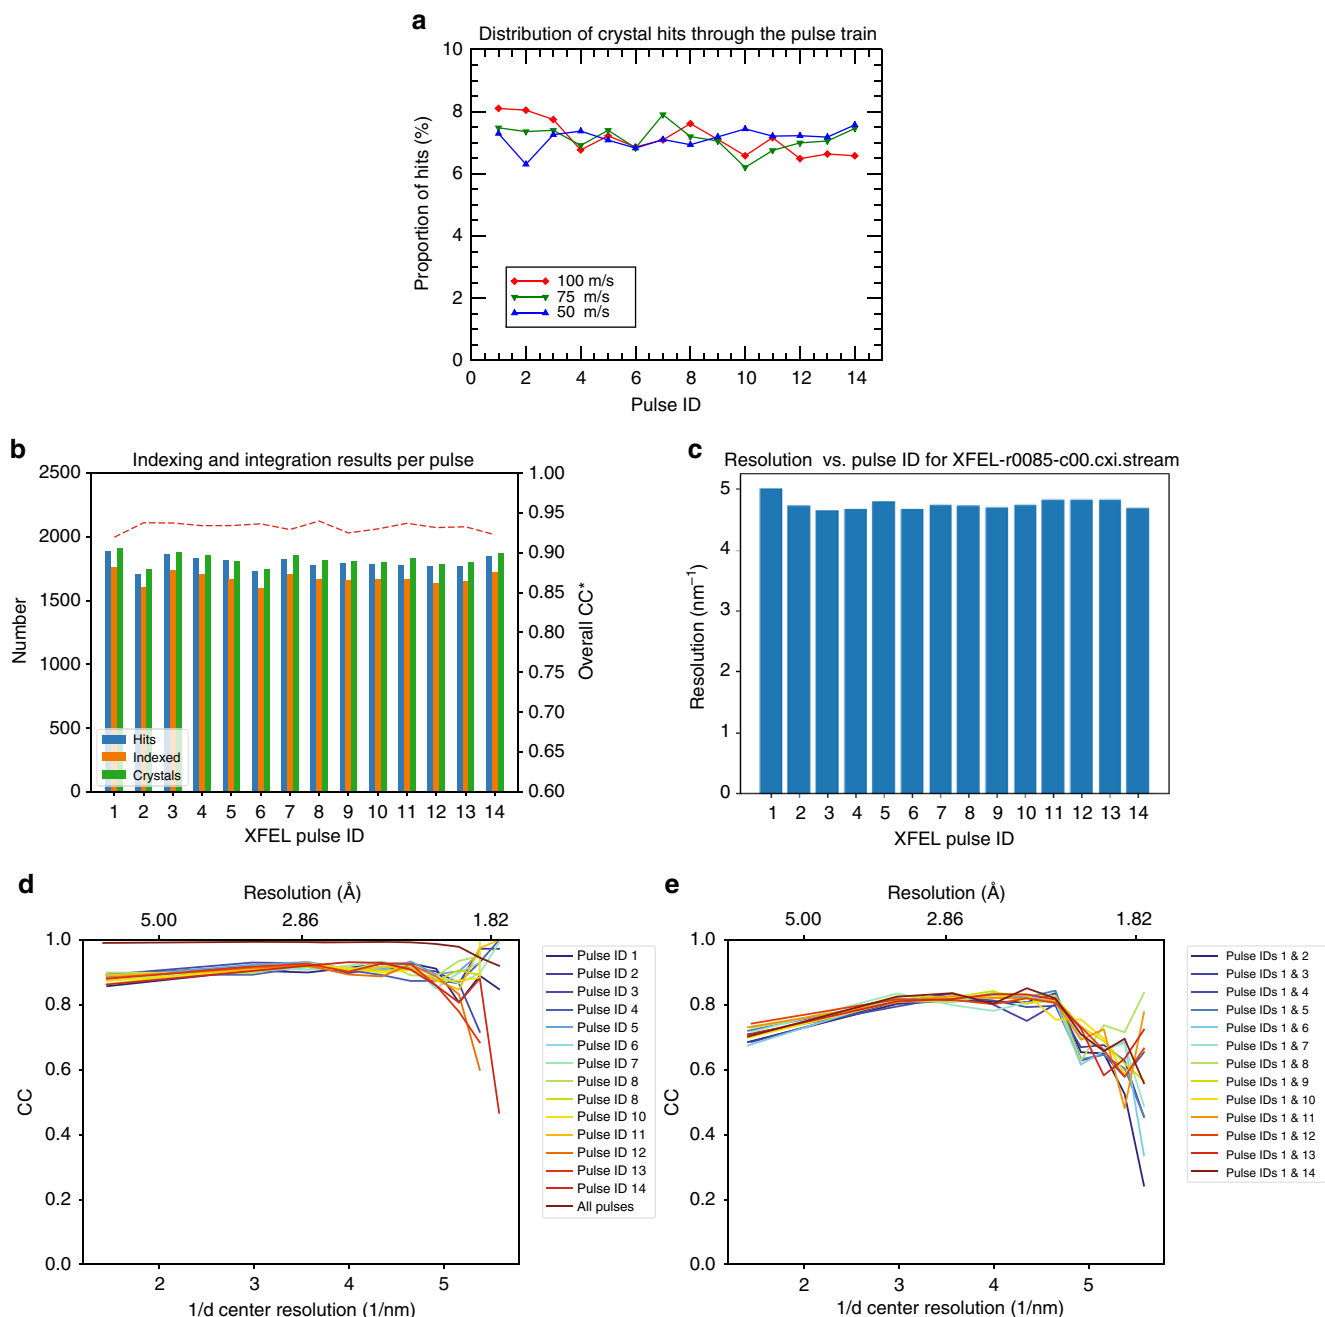 a
Distribution of crystal hits through the pulse train
10
8
6
4
2
0
Proportion of hits (%)
100 m/s
75 m/s
50 m/s
0 2 4 6 8 10 12 14
Pulse ID
b
Indexing and integration results per pulse
2500
2000
1500
1000
500
0
Number
1.00
0.95
0.90
0.85
0.80
0.75
0.70
0.65
0.60
Overall CC*
Hits
Indexed
Crystals
1 2 3 4 5 6 7 8 9 10 11 12 13 14
XFEL pulse ID
c
Resolution vs. pulse ID for XFEL-r0085-c00.cxi.stream
5
4
3
2
1
0
Resolution (nm⁻¹)
1 2 3 4 5 6 7 8 9 10 11 12 13 14
XFEL pulse ID
d
Resolution (Å)
5.00 2.86 1.82
1.0
0.8
0.6
0.4
0.2
0.0
CC
2 3 4 5
1/d center resolution (1/nm)
Pulse ID 1
Pulse ID 2
Pulse ID 3
Pulse ID 4
Pulse ID 5
Pulse ID 6
Pulse ID 7
Pulse ID 8
Pulse ID 8
Pulse ID 10
Pulse ID 11
Pulse ID 12
Pulse ID 13
Pulse ID 14
All pulses
e
Resolution (Å)
5.00 2.86 1.82
1.0
0.8
0.6
0.4
0.2
0.0
CC
2 3 4 5
1/d center resolution (1/nm)
Pulse IDs 1 & 2
Pulse IDs 1 & 3
Pulse IDs 1 & 4
Pulse IDs 1 & 5
Pulse IDs 1 & 6
Pulse IDs 1 & 7
Pulse IDs 1 & 8
Pulse IDs 1 & 9
Pulse IDs 1 & 10
Pulse IDs 1 & 11
Pulse IDs 1 & 12
Pulse IDs 1 & 13
Pulse IDs 1 & 14